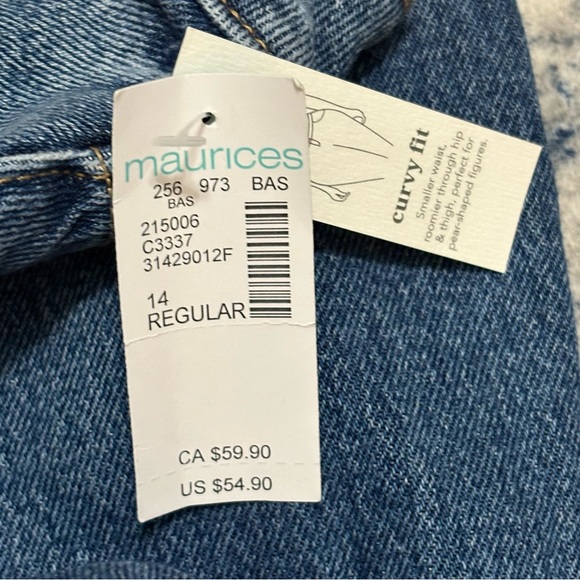 maurices
256 973 BAS
BAS
215006
C3337
31429012F
14
REGULAR
CA $59.90
US $54.90
curvy fit
Smaller waist,
roomier through hip
& thigh, perfect for
pear-shaped figures.